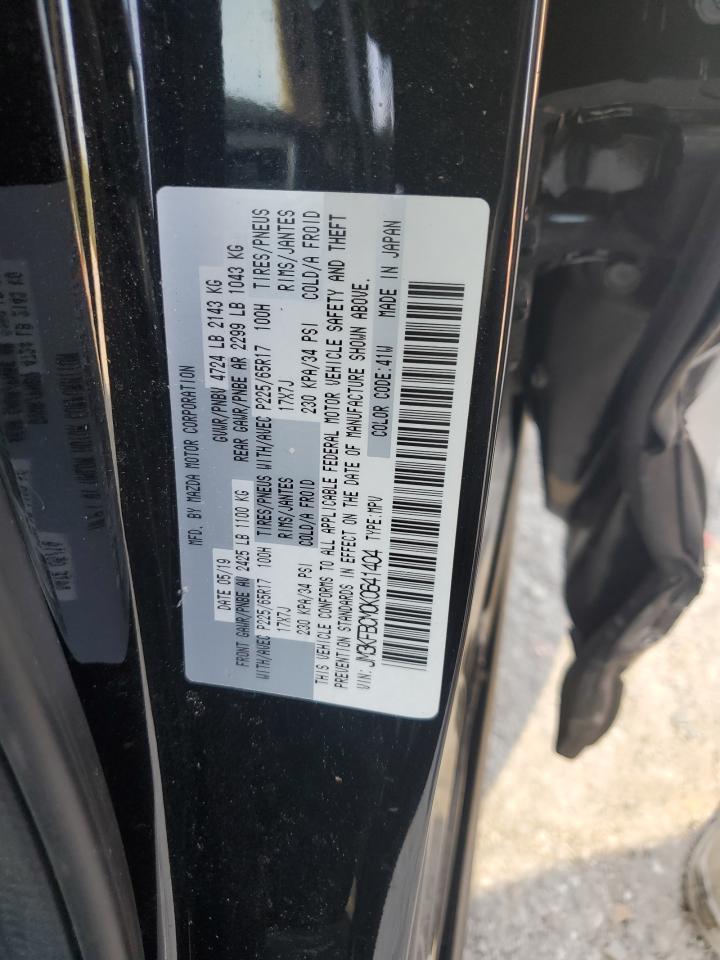 MFD. BY MAZDA MOTOR CORPORATION
DATE 05/19 GVWR/PNBV 4724 LB 2143 KG
FRONT GAWR/PNBE AV 2425 LB 1100 KG REAR GAWR/PNBE AR 2299 LB 1043 KG
WITH/AVEC P225/65R17 100H TIRES/PNEUS WITH/AVEC P225/65R17 100H TIRES/PNEUS
17X7J RIMS/JANTES 17X7J RIMS/JANTES
230 KPA/34 PSI COLD/A FROID 230 KPA/34 PSI COLD/A FROID
THIS VEHICLE CONFORMS TO ALL APPLICABLE FEDERAL MOTOR VEHICLE SAFETY AND THEFT
PREVENTION STANDARDS IN EFFECT ON THE DATE OF MANUFACTURE SHOWN ABOVE.
VIN: JM3KFBCM0K0641404 TYPE:MPV COLOR CODE:41W MADE IN JAPAN